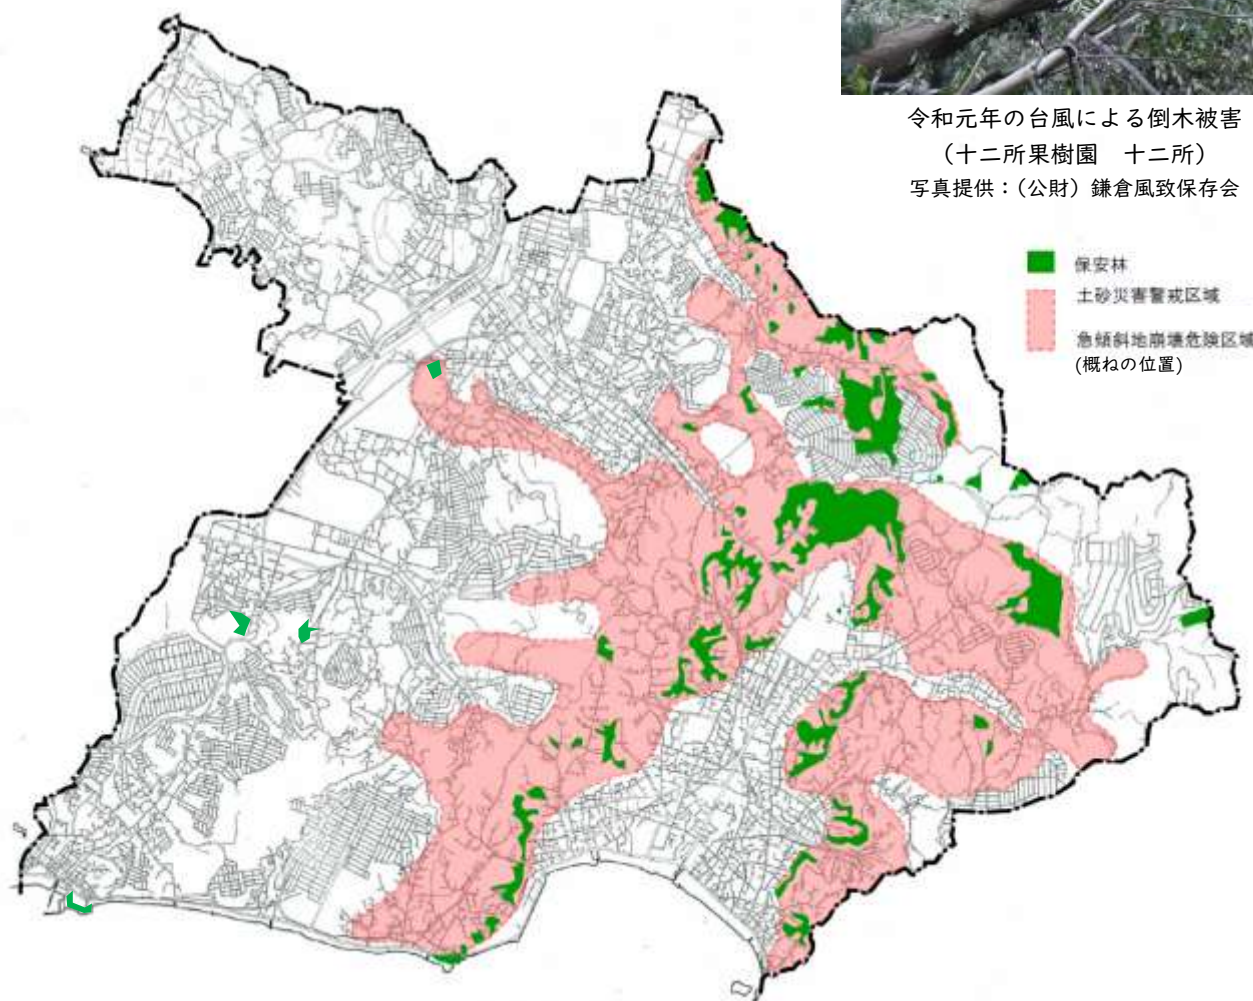 令和元年の台風による倒木被害
（十二所果樹園　十二所）
写真提供：（公財）鎌倉風致保存会
保安林
土砂災害警戒区域
急傾斜地崩壊危険区域
(概ねの位置)